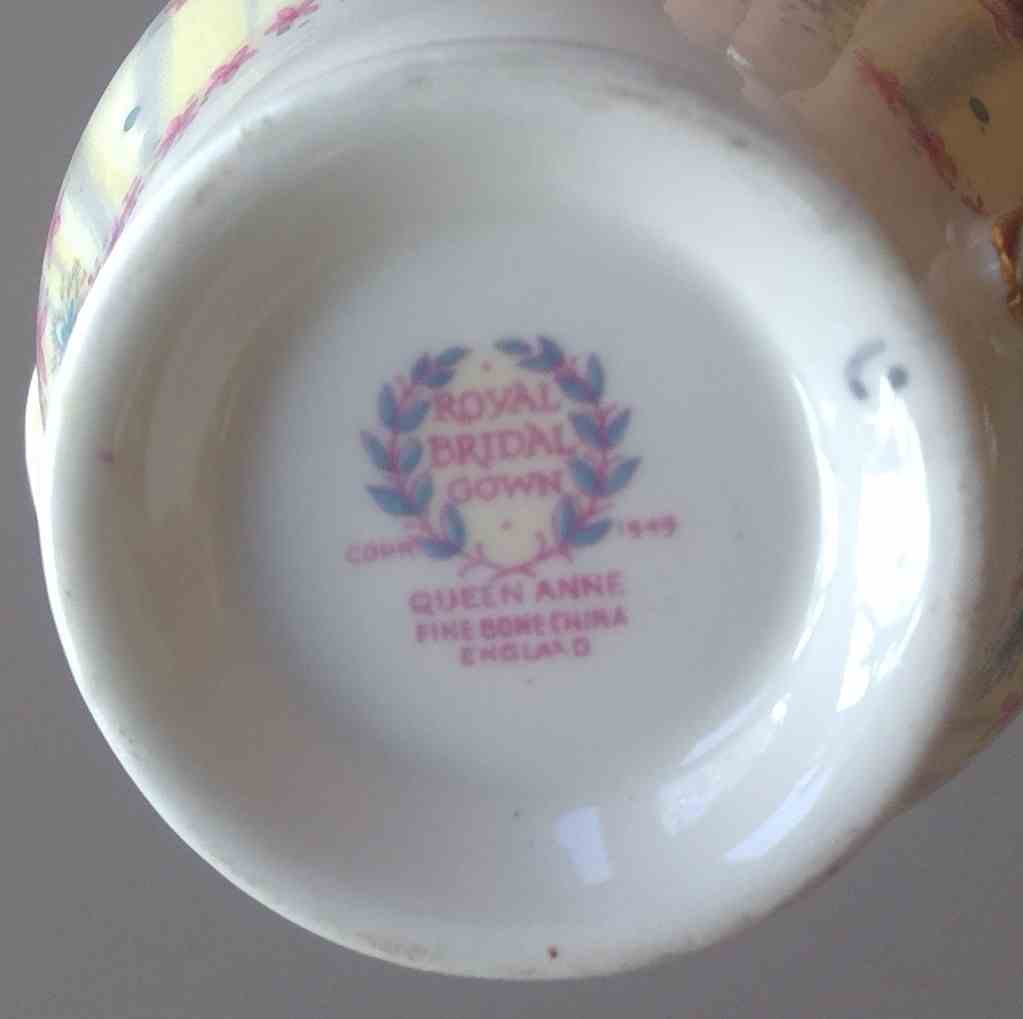 ROYAL
BRIDAL
GOWN
COPR 1949
QUEEN ANNE
FINE BONE CHINA
ENGLAND